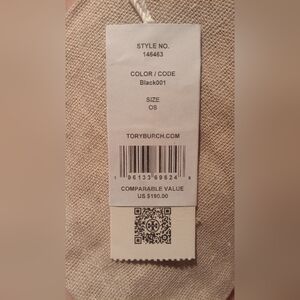 STYLE NO.
146463
COLOR / CODE
Black001
SIZE
OS
TORYBURCH.COM
COMPARABLE VALUE
US $190.00